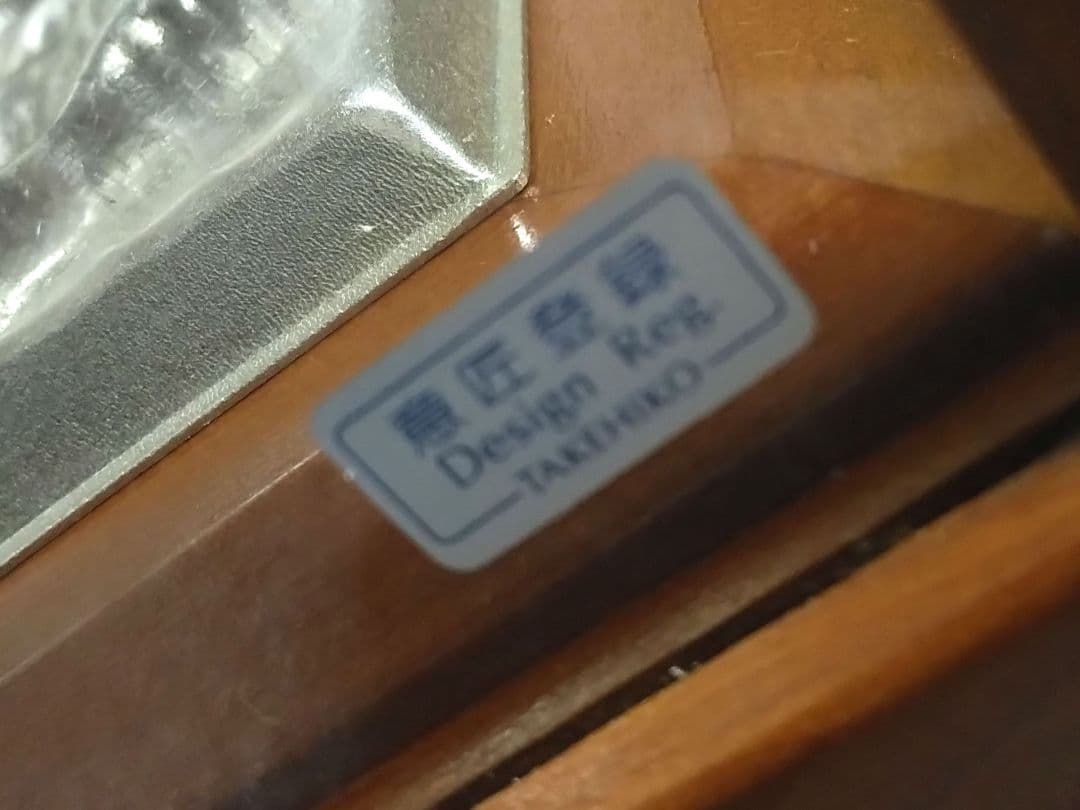 意匠登録
Design Reg.
TAKEHIKO